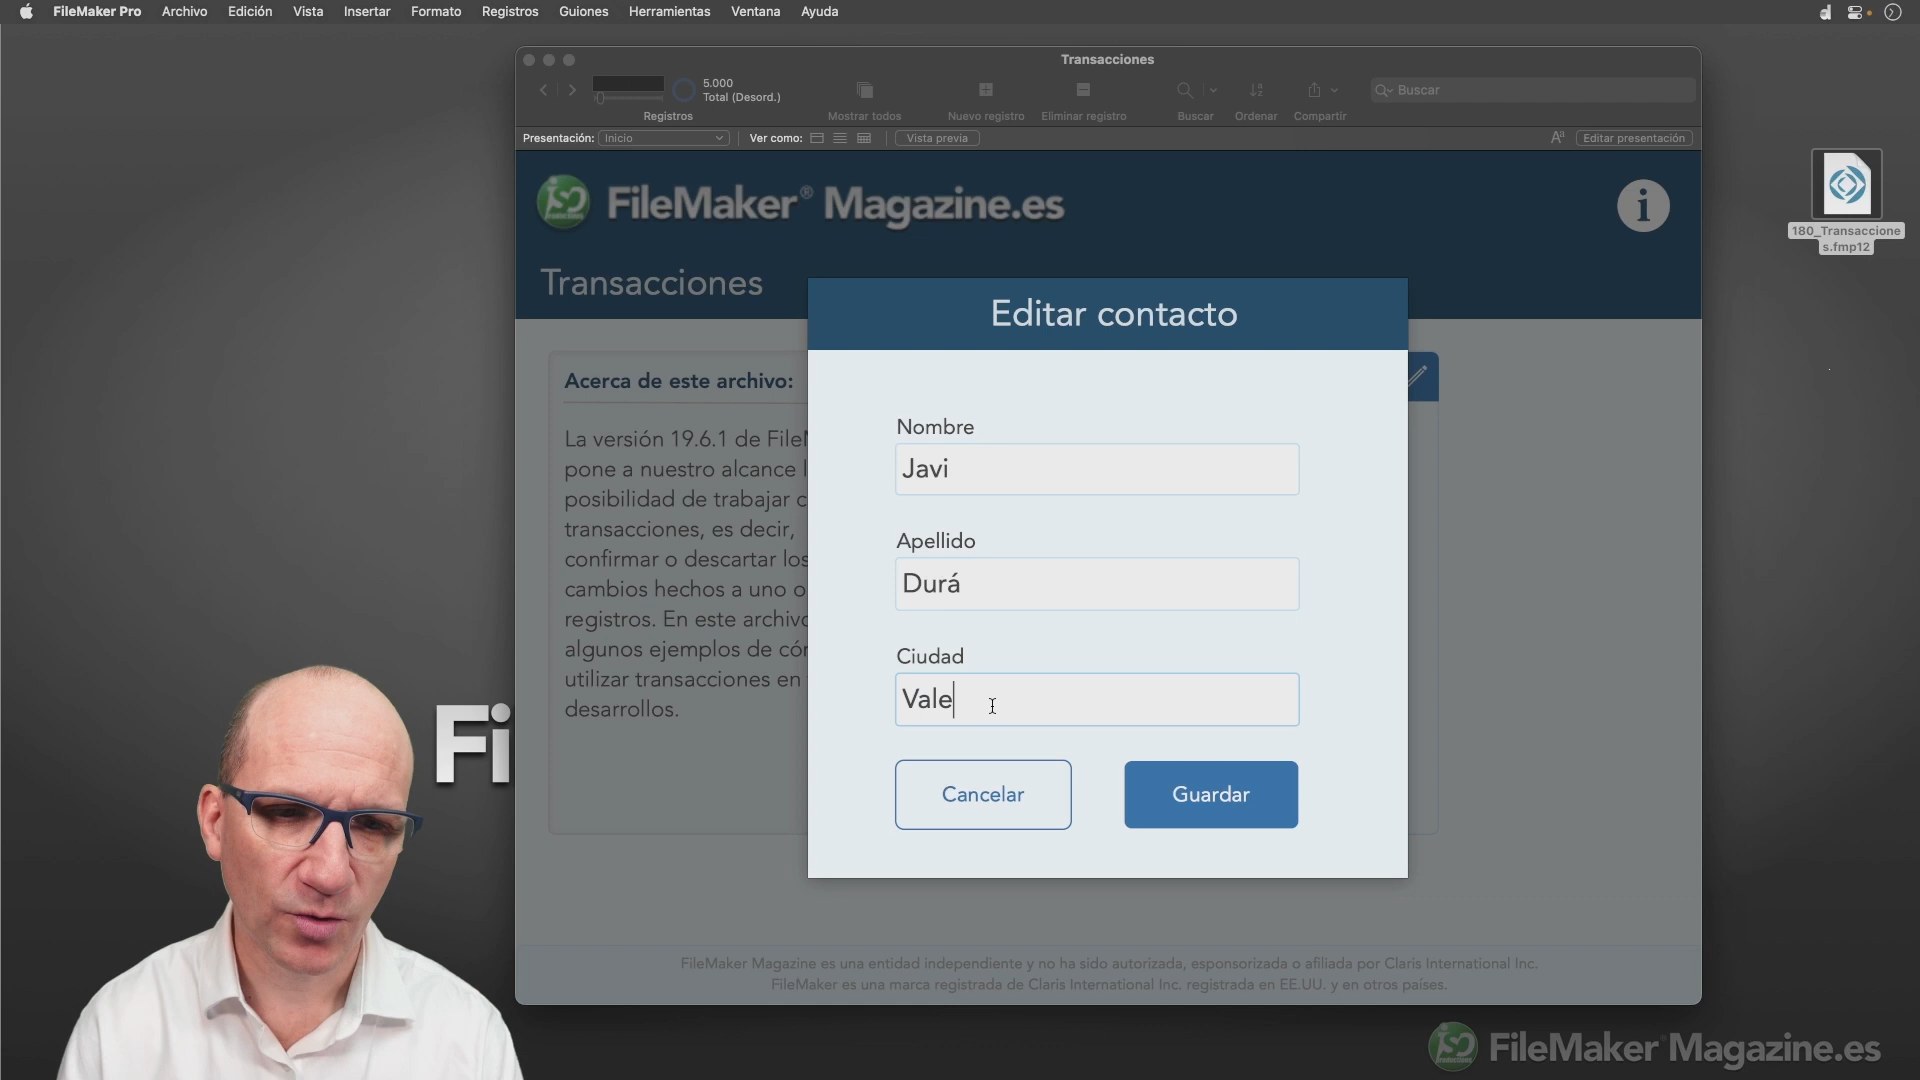 FileMaker Pro Archivo Edición Vista Insertar Formato Registros Guiones Herramientas Ventana Ayuda
Transacciones
5.000
Total (Desord.)
Registros
Mostrar todos
Nuevo registro
Eliminar registro
Buscar
Ordenar
Compartir
Buscar
Presentación: Inicio
Ver como:
Vista previa
Editar presentación
FileMaker® Magazine.es
Transacciones
180_Transaccione
s.fmp12
Editar contacto
Acerca de este archivo:
La versión 19.6.1 de File
pone a nuestro alcance l
posibilidad de trabajar c
transacciones, es decir,
confirmar o descartar los
cambios hechos a uno o
registros. En este archivo
algunos ejemplos de cór
utilizar transacciones en
desarrollos.
Nombre
Javi
Apellido
Durá
Ciudad
Vale
Cancelar
Guardar
Fi
FileMaker Magazine es una entidad independiente y no ha sido autorizada, esponsorizada o afiliada por Claris International Inc.
FileMaker es una marca registrada de Claris International Inc. registrada en EE.UU. y en otros países.
FileMaker Magazine.es